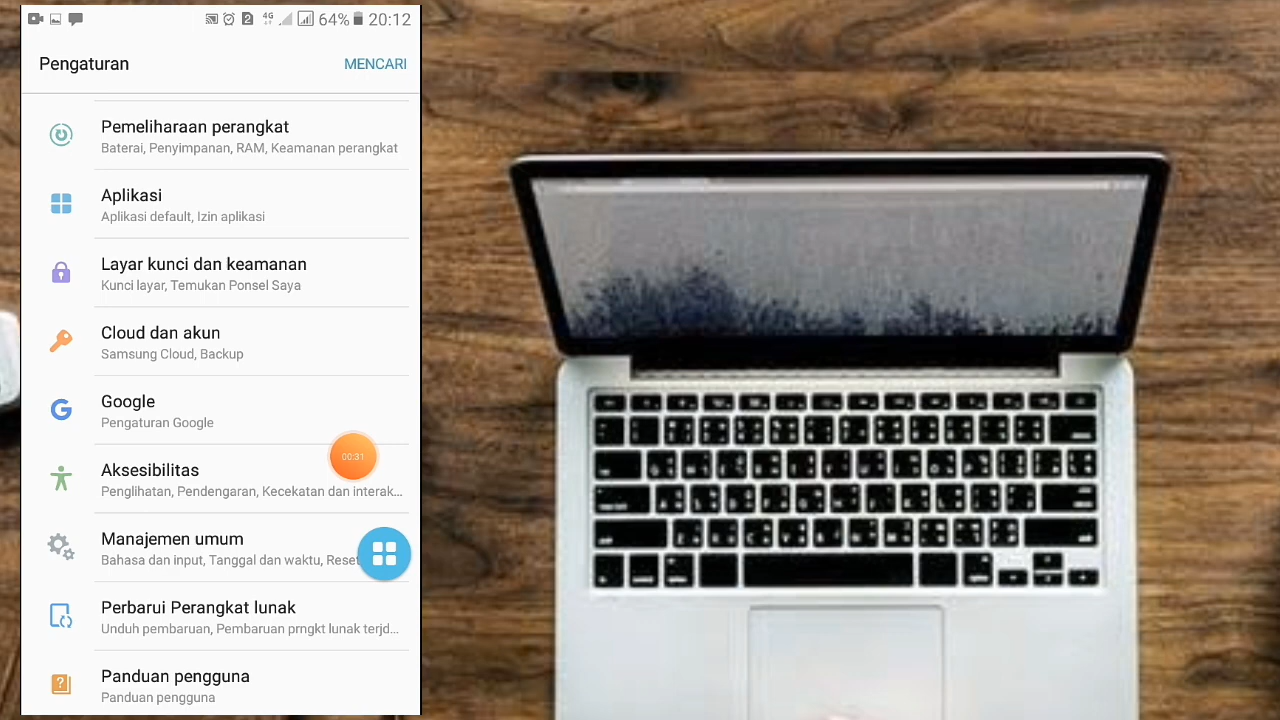 4G 64% 20:12
Pengaturan MENCARI
Pemeliharaan perangkat
Baterai, Penyimpanan, RAM, Keamanan perangkat
Aplikasi
Aplikasi default, Izin aplikasi
Layar kunci dan keamanan
Kunci layar, Temukan Ponsel Saya
Cloud dan akun
Samsung Cloud, Backup
Google
Pengaturan Google
00:31
Aksesibilitas
Penglihatan, Pendengaran, Kecekatan dan interak...
Manajemen umum
Bahasa dan input, Tanggal dan waktu, Reset
Perbarui Perangkat lunak
Unduh pembaruan, Pembaruan prngkt lunak terjd...
Panduan pengguna
Panduan pengguna